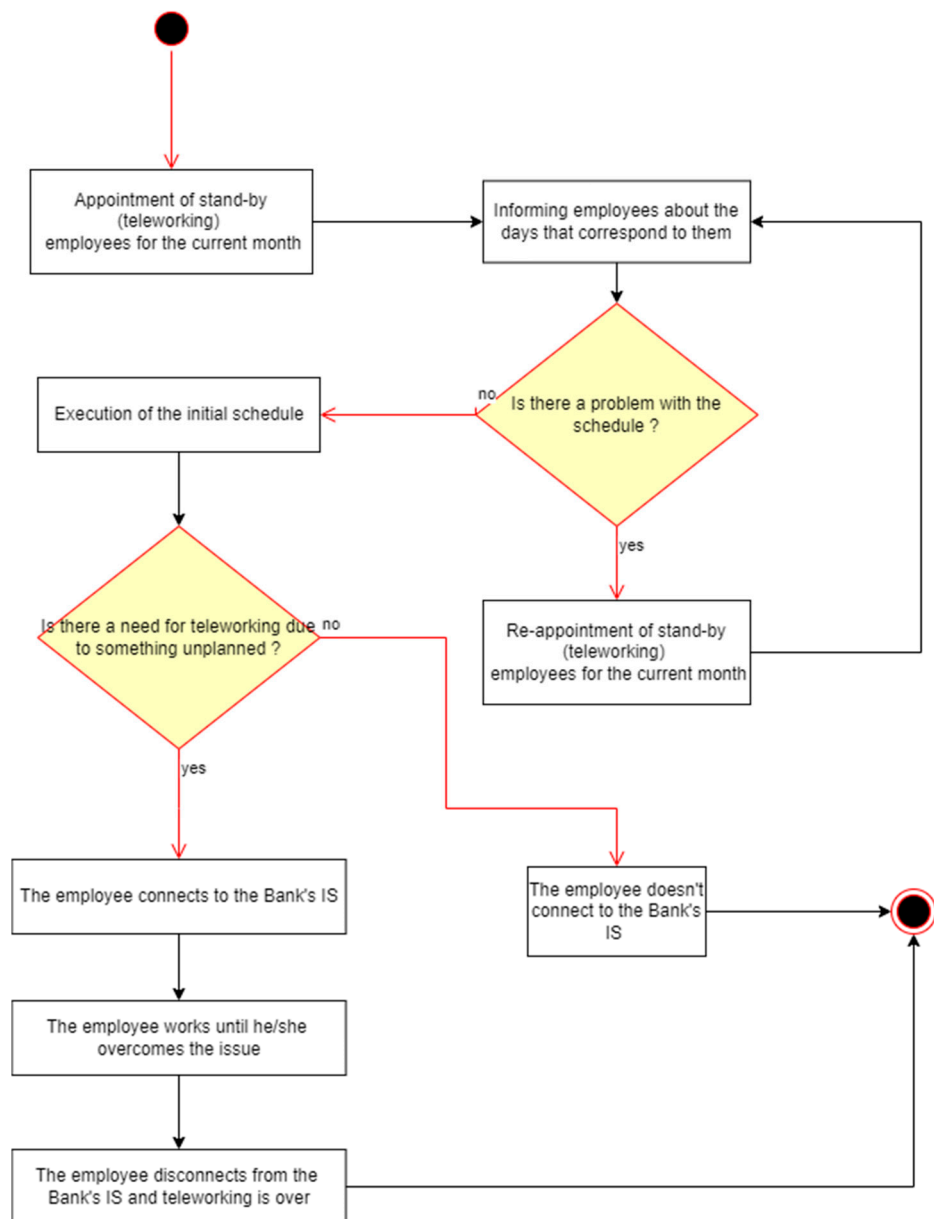 Appointment of stand-by
(teleworking)
employees for the current month
Informing employees about the
days that correspond to them
Is there a problem with the
schedule ?
no
Execution of the initial schedule
yes
Re-appointment of stand-by
(teleworking)
employees for the current month
Is there a need for teleworking due
to something unplanned ?
no
yes
The employee connects to the Bank's IS
The employee doesn't
connect to the Bank's
IS
The employee works until he/she
overcomes the issue
The employee disconnects from the
Bank's IS and teleworking is over